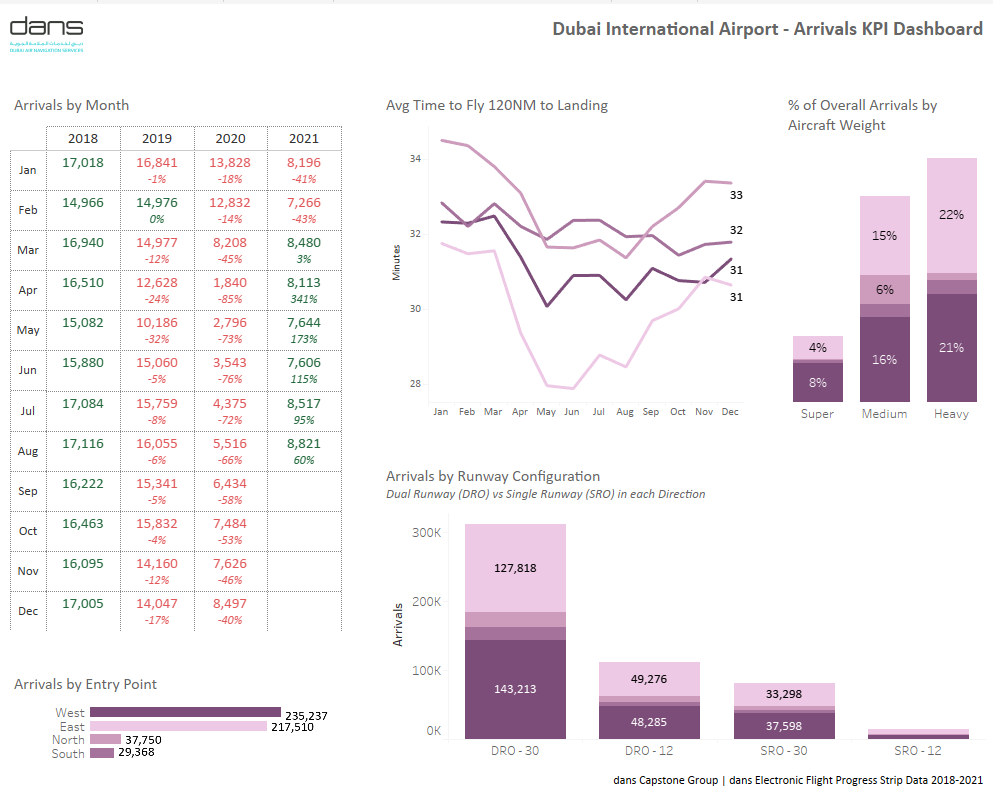 dans
دبي لخدمات الملاحة الجوية
DUBAI AIR NAVIGATION SERVICES
Dubai International Airport - Arrivals KPI Dashboard
Arrivals by Month
2018 2019 2020 2021
Jan 17,018 16,841 13,828 8,196
-1% -18% -41%
Feb 14,966 14,976 12,832 7,266
0% -14% -43%
Mar 16,940 14,977 8,208 8,480
-12% -45% 3%
Apr 16,510 12,628 1,840 8,113
-24% -85% 341%
May 15,082 10,186 2,796 7,644
-32% -73% 173%
Jun 15,880 15,060 3,543 7,606
-5% -76% 115%
Jul 17,084 15,759 4,375 8,517
-8% -72% 95%
Aug 17,116 16,055 5,516 8,821
-6% -66% 60%
Sep 16,222 15,341 6,434
-5% -58%
Oct 16,463 15,832 7,484
-4% -53%
Nov 16,095 14,160 7,626
-12% -46%
Dec 17,005 14,047 8,497
-17% -40%
Arrivals by Entry Point
West 235,237
East 217,510
North 37,750
South 29,368
Avg Time to Fly 120NM to Landing
Minutes
34
32
30
28
33
32
31
31
Jan Feb Mar Apr May Jun Jul Aug Sep Oct Nov Dec
% of Overall Arrivals by
Aircraft Weight
22%
15%
6%
4%
21%
16%
8%
Super Medium Heavy
Arrivals by Runway Configuration
Dual Runway (DRO) vs Single Runway (SRO) in each Direction
Arrivals
300K
200K
100K
0K
127,818
143,213
49,276
48,285
33,298
37,598
DRO - 30 DRO - 12 SRO - 30 SRO - 12
dans Capstone Group | dans Electronic Flight Progress Strip Data 2018-2021